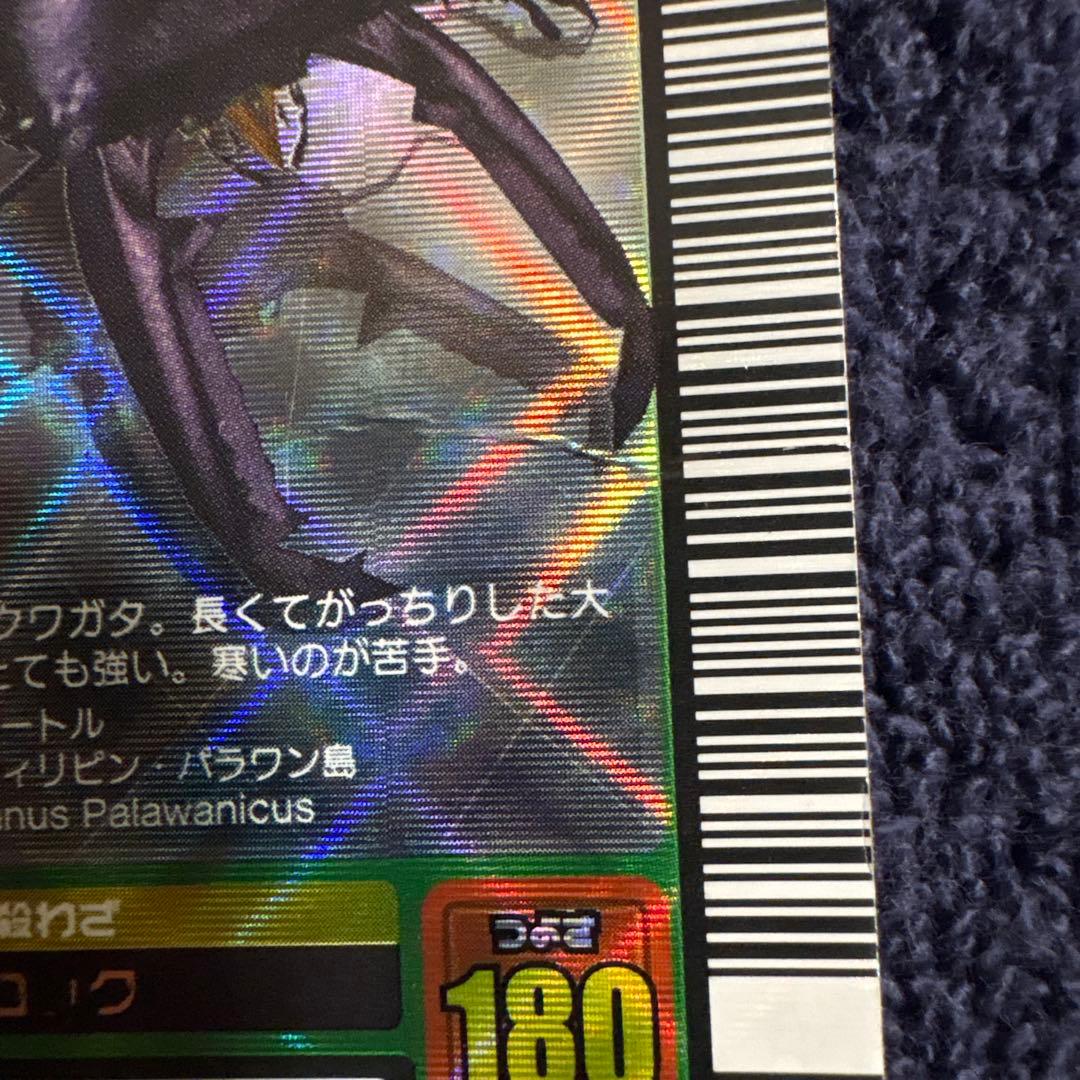 クワガタ。長くてがっちりした大
とても強い。寒いのが苦手。
ートル
ィリピン・パラワン島
anus Palawanicus
殺わざ
つよさ
180